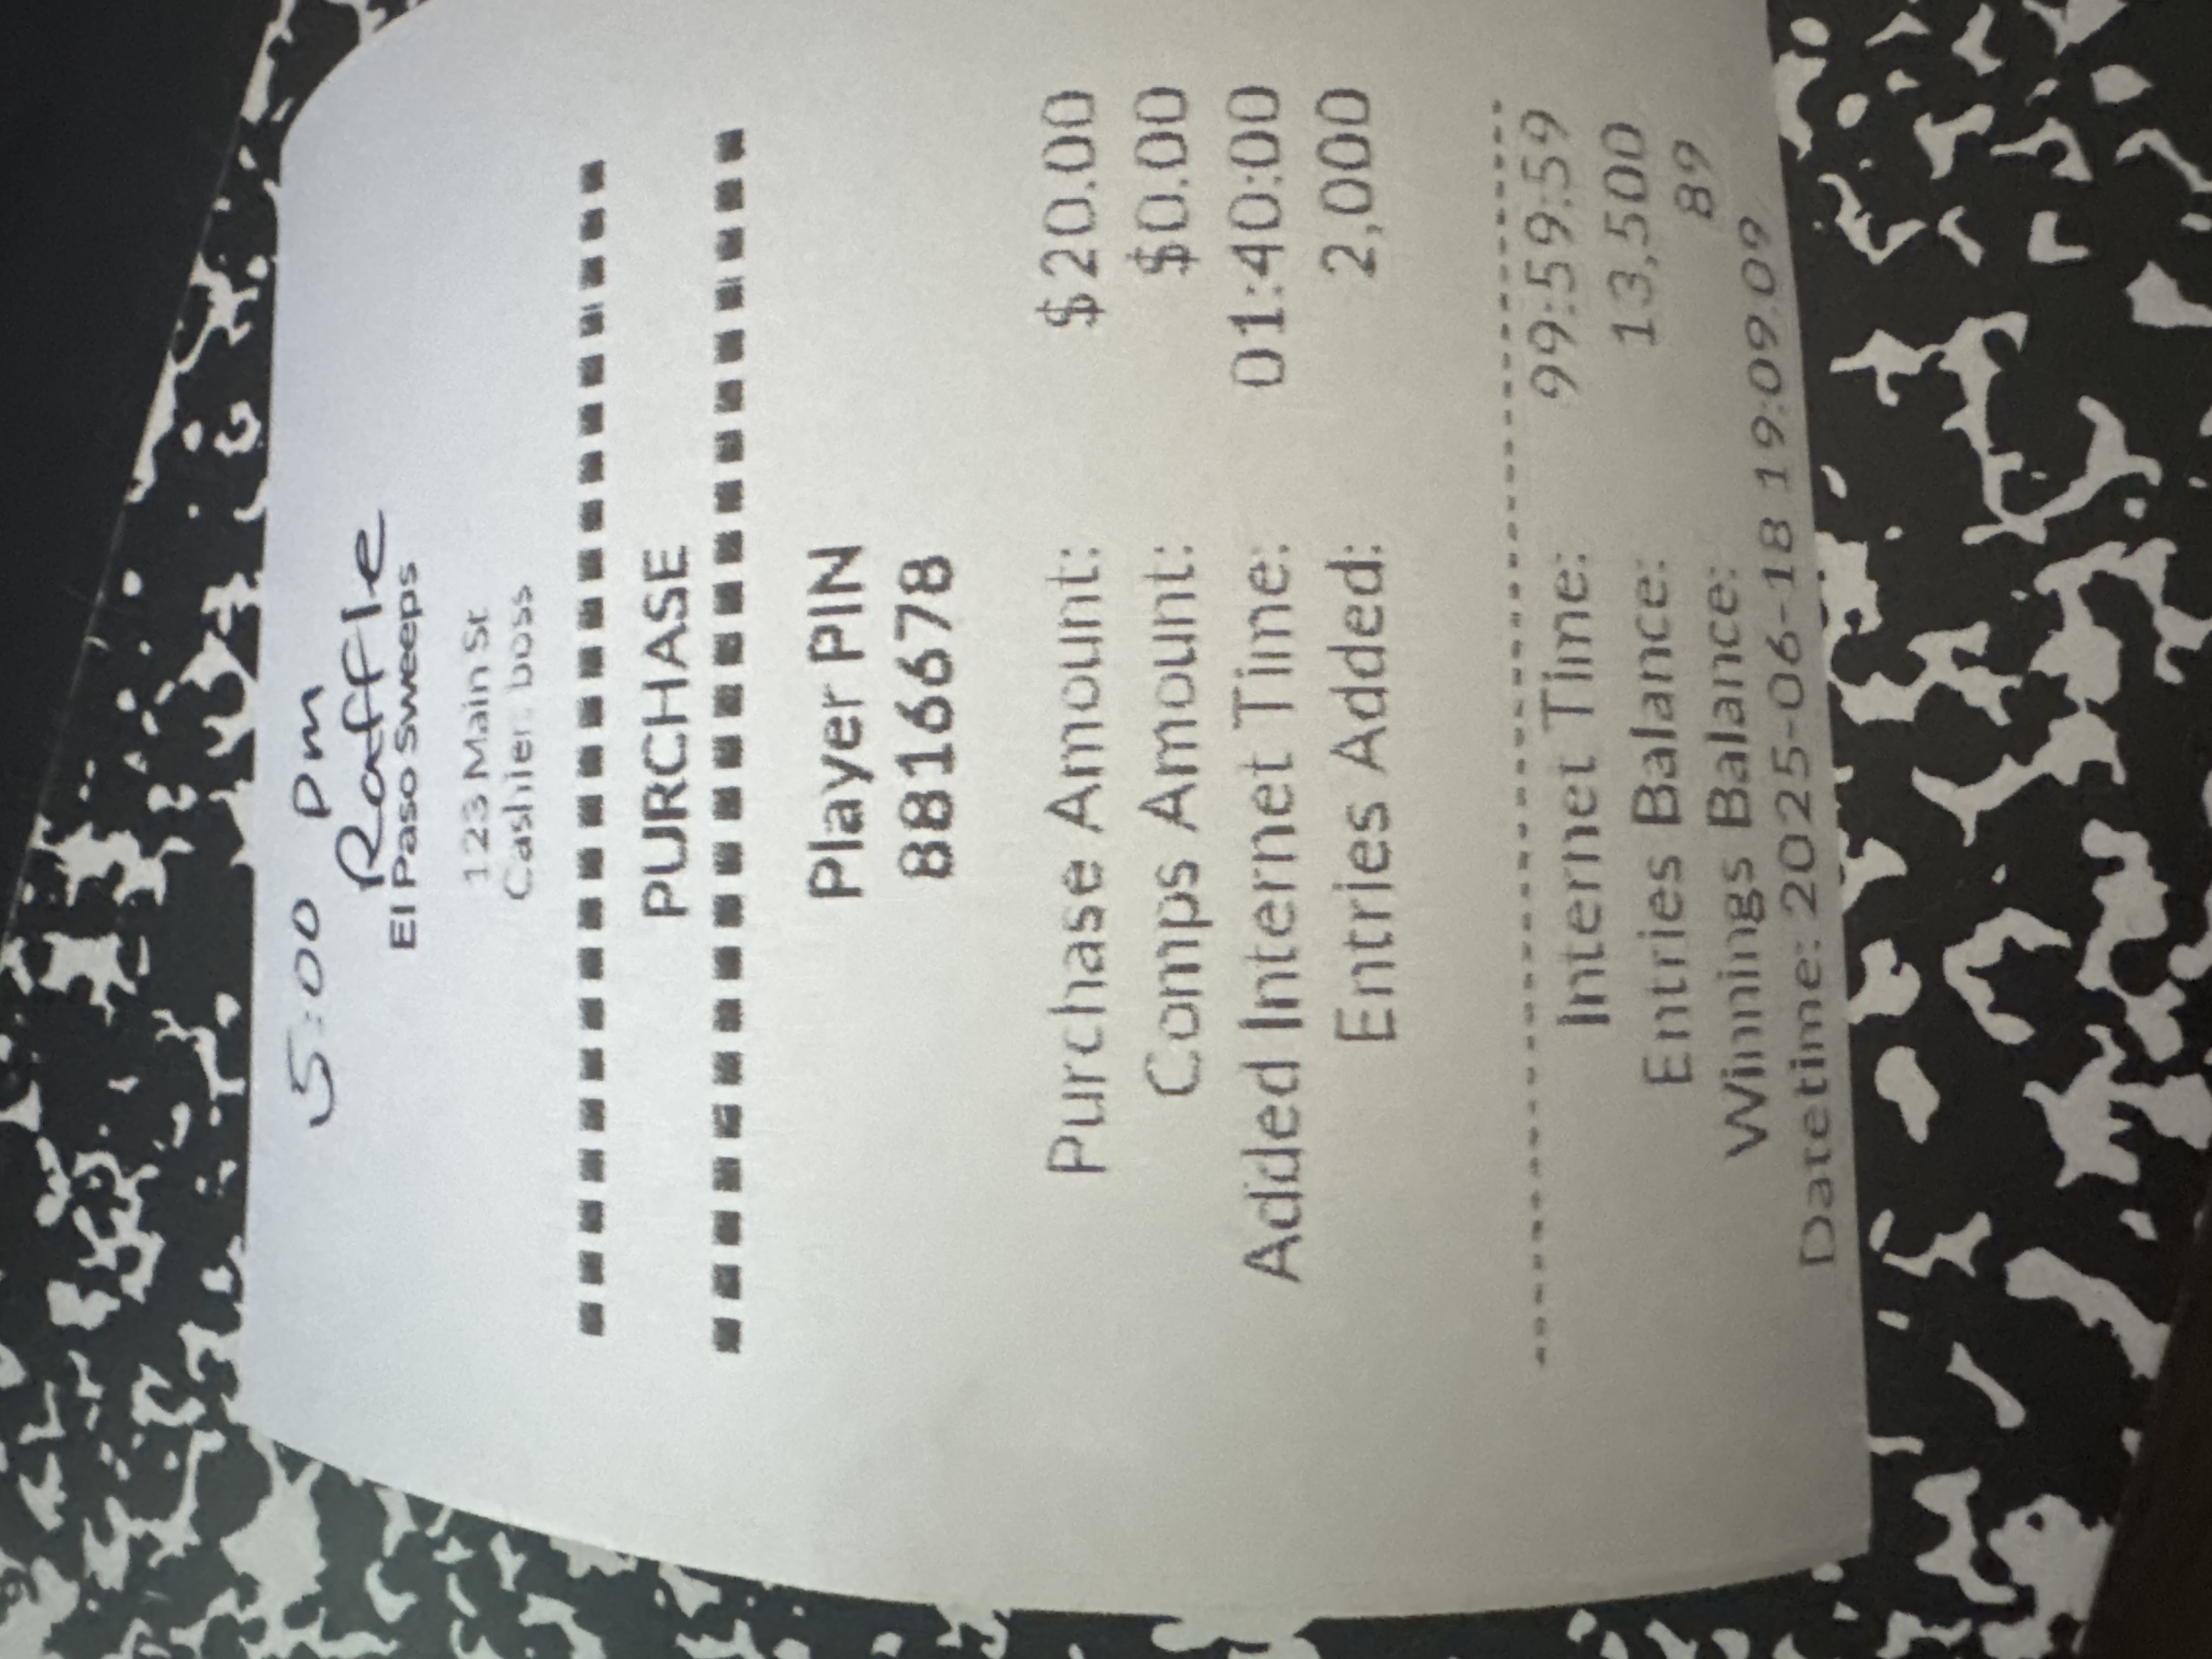 5:00 Pm
Raffle
El Paso Sweeps
123 Main St
Cashier: boss
PURCHASE
Player PIN
8816678
Purchase Amount: $20.00
Comps Amount: $0.00
Added Internet Time: 01:40:00
Entries Added: 2,000
Internet Time: 99:59:59
Entries Balance: 13,500
Winnings Balance: 89
Datetime: 2025-06-18 19:09:09